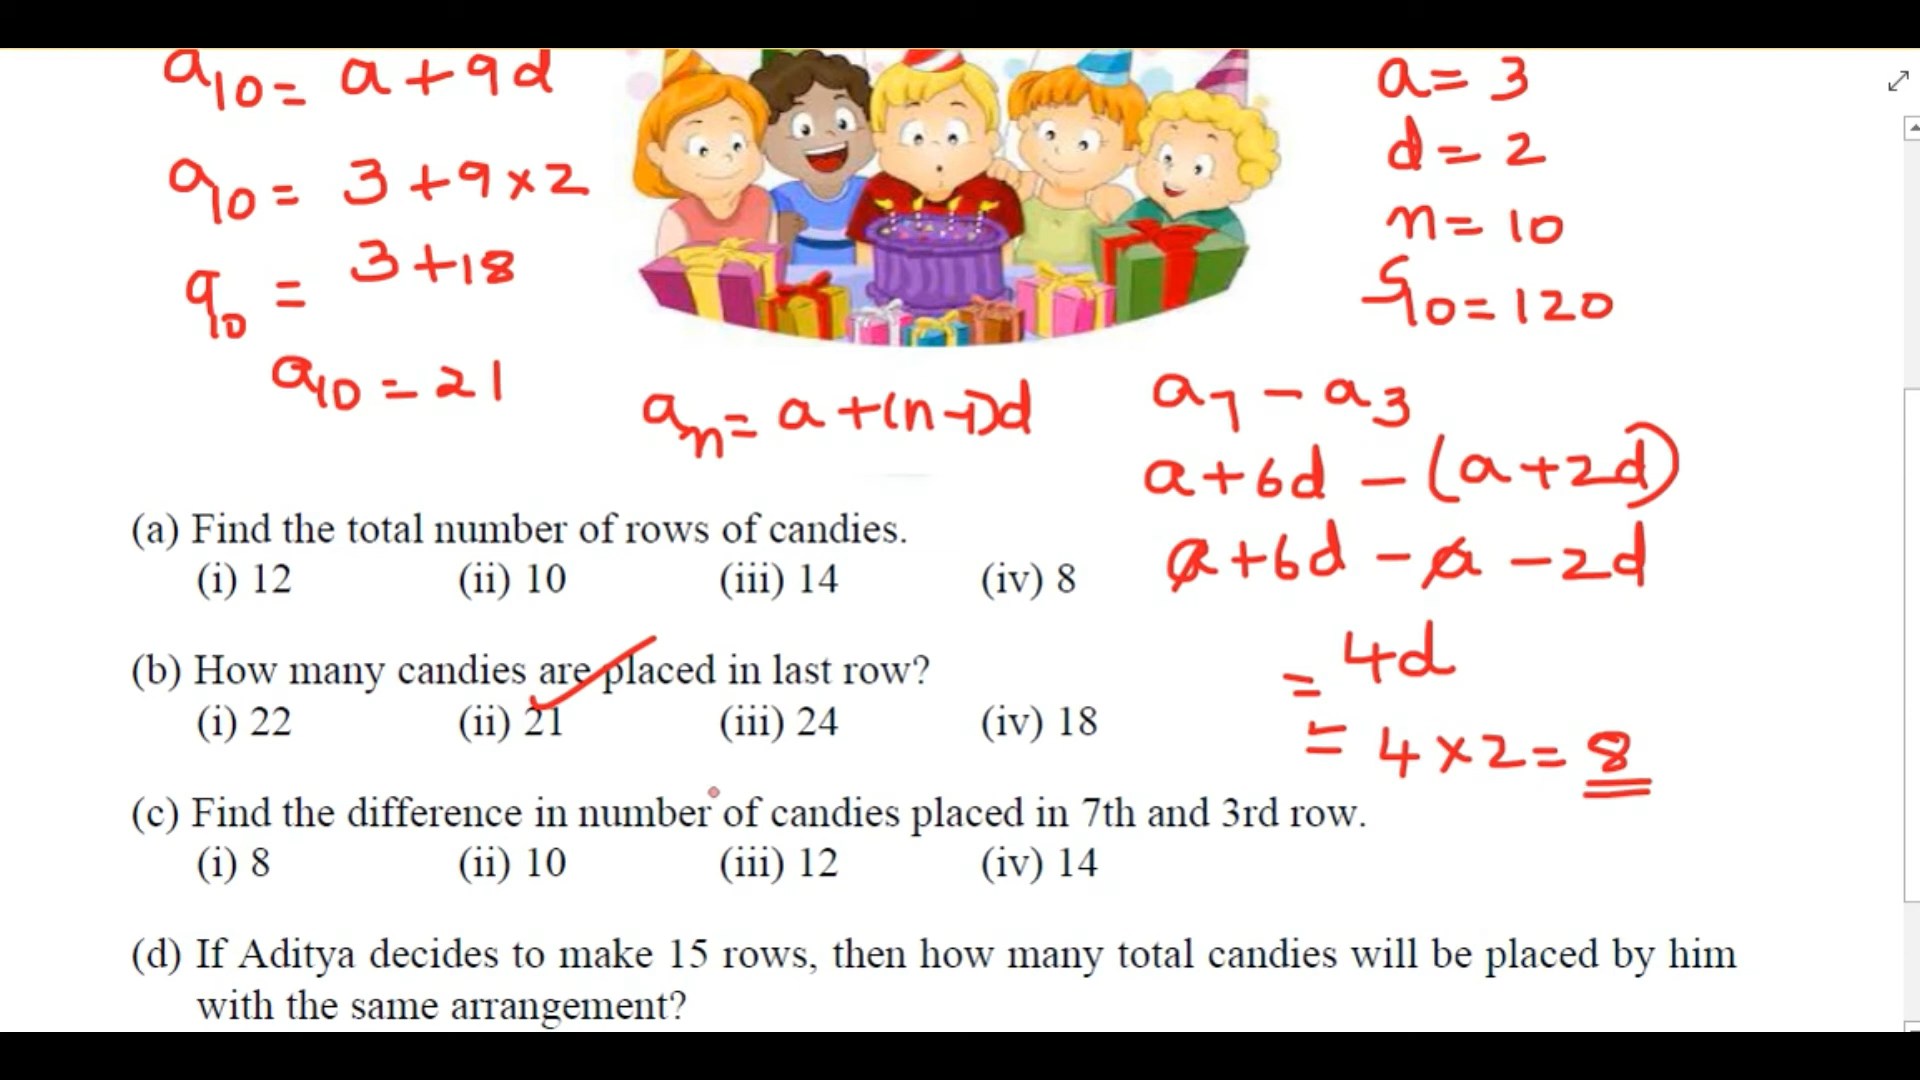 a10 = a + 9d
a10 = 3 + 9 × 2
a10 = 3 + 18
a10 = 21
an = a + (n-1)d
a = 3
d = 2
n = 10
S10 = 120
a7 - a3
a + 6d - (a + 2d)
a + 6d - a - 2d
= 4d
= 4 × 2 = 8
(a) Find the total number of rows of candies.
(i) 12 (ii) 10 (iii) 14 (iv) 8
(b) How many candies are placed in last row?
(i) 22 (ii) 21 (iii) 24 (iv) 18
(c) Find the difference in number of candies placed in 7th and 3rd row.
(i) 8 (ii) 10 (iii) 12 (iv) 14
(d) If Aditya decides to make 15 rows, then how many total candies will be placed by him
with the same arrangement?